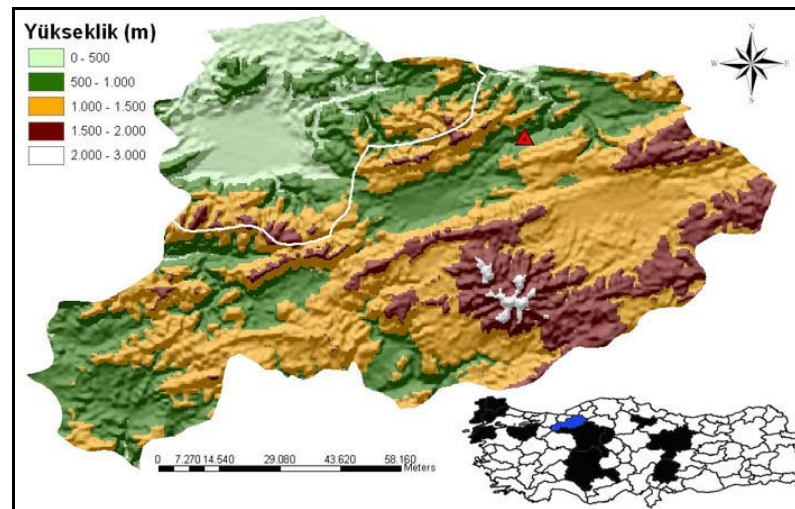 Yükseklik (m)
0 - 500
500 - 1.000
1.000 - 1.500
1.500 - 2.000
2.000 - 3.000
N
W
E
S
0 7.270 14.540 29.080 43.620 58.160
Meters